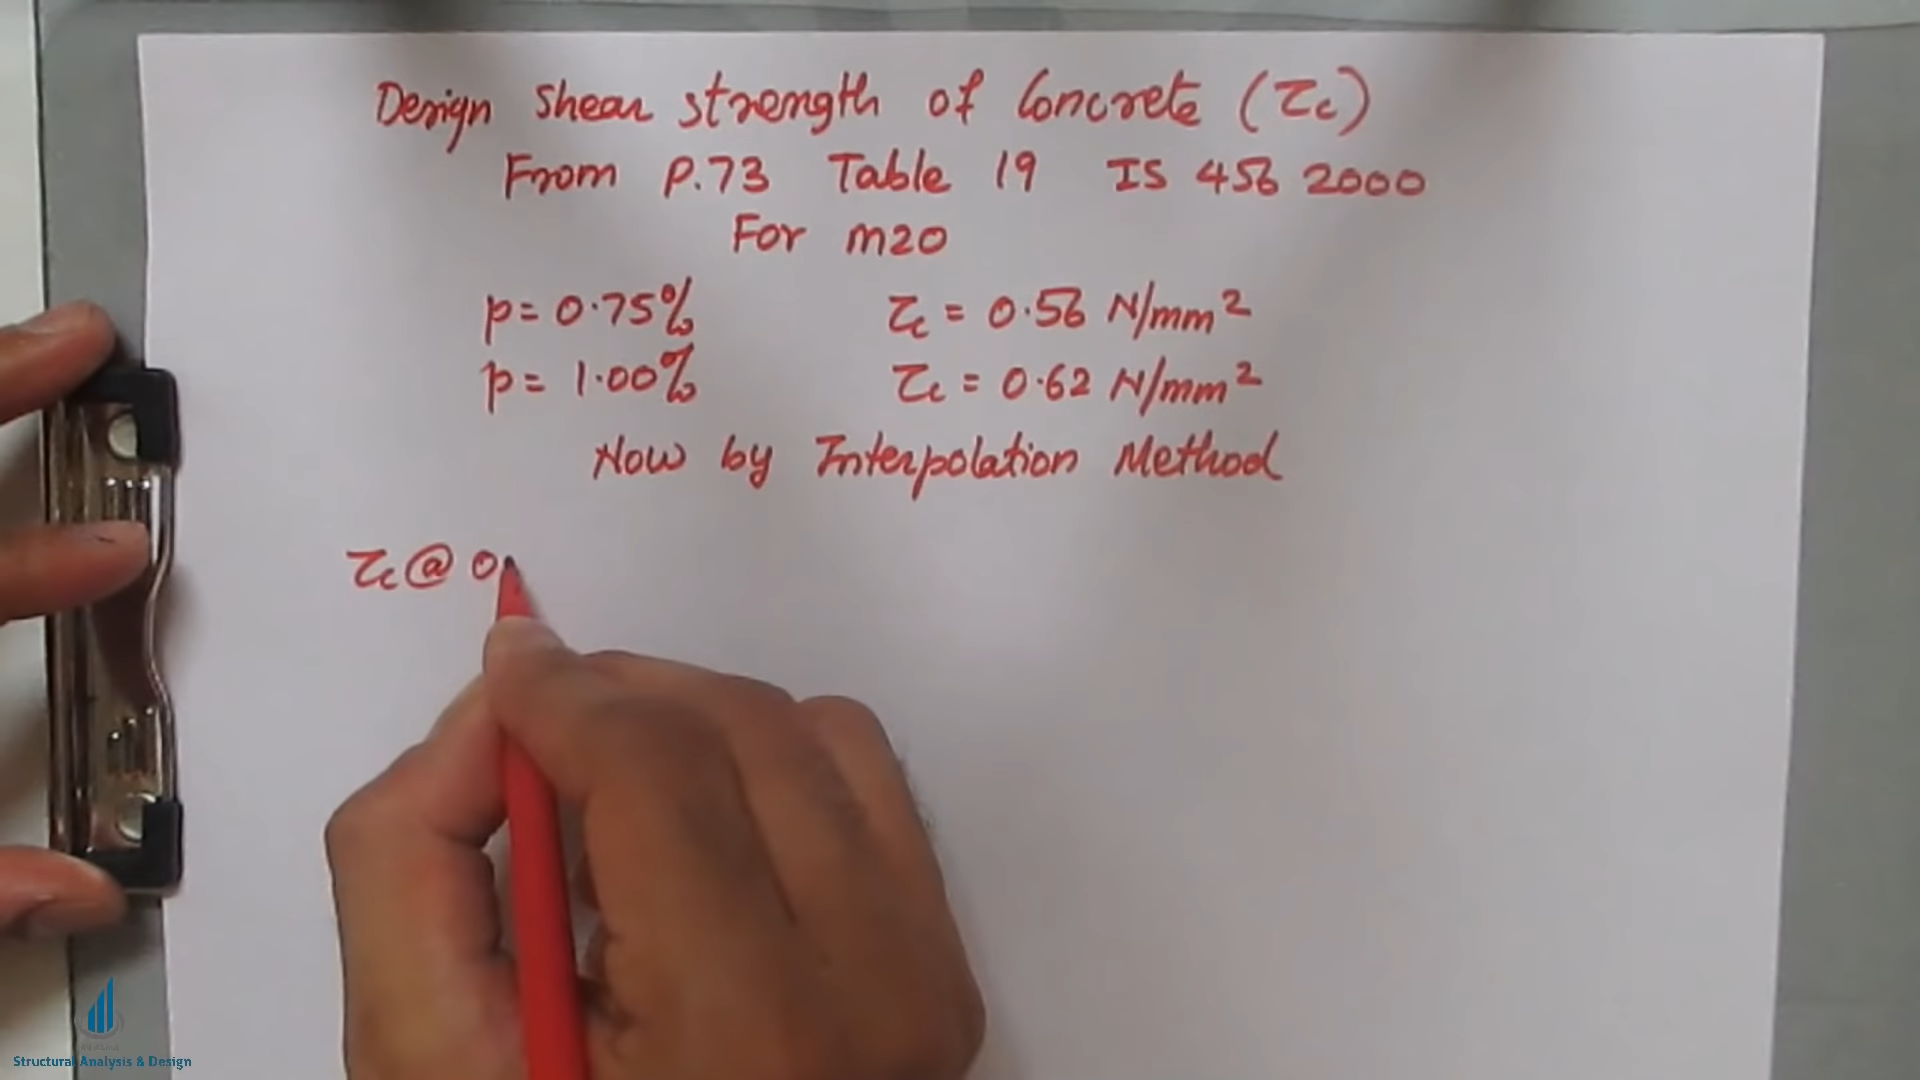 Design Shear strength of Concrete (τc)
From P.73 Table 19 IS 456 2000
For M20
p = 0.75% τc = 0.56 N/mm²
p = 1.00% τc = 0.62 N/mm²
Now by Interpolation Method
τc @ 0.
Structural Analysis & Design